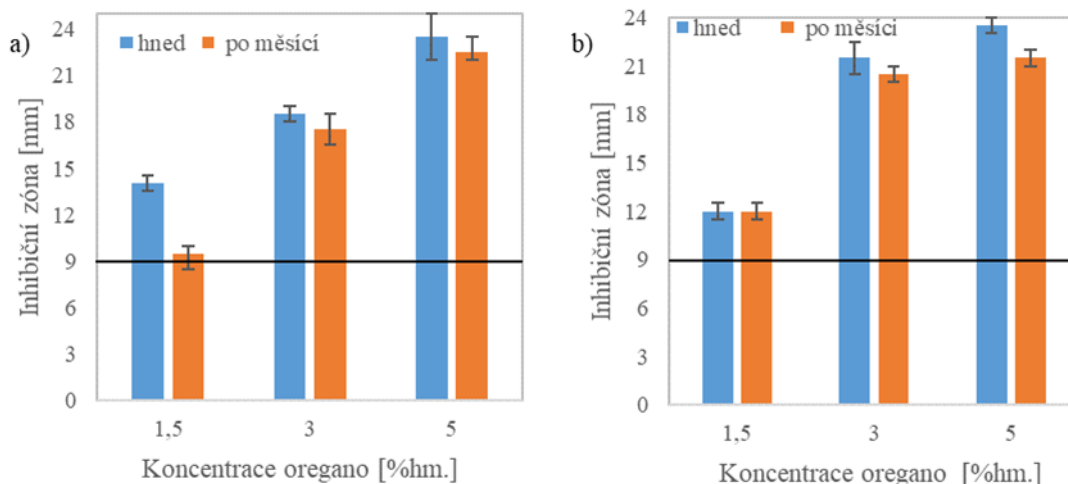 a)
hned
po měsící
Inhibiční zóna [mm]
24
21
18
15
12
9
6
3
0
1,5
3
5
Koncentrace oregano [%hm.]
b)
hned
po měsící
Inhibiční zóna [mm]
24
21
18
15
12
9
6
3
0
1,5
3
5
Koncentrace oregano [%hm.]